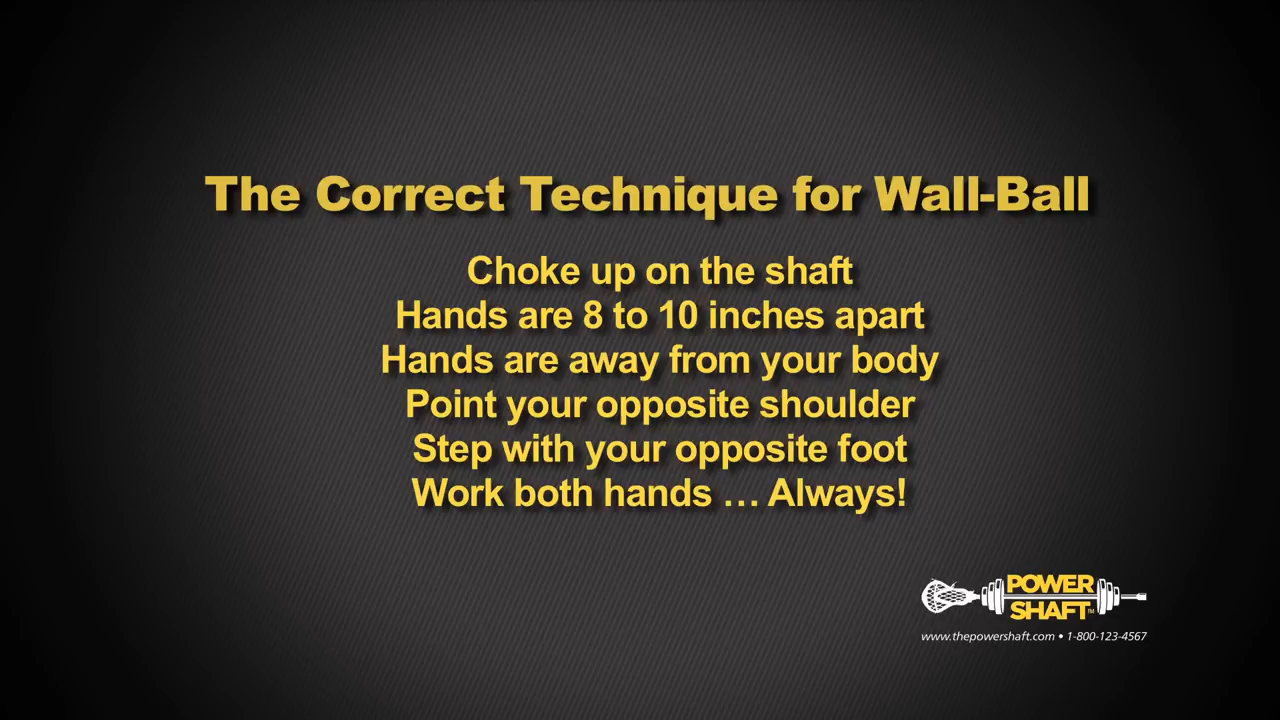 The Correct Technique for Wall-Ball
Choke up on the shaft
Hands are 8 to 10 inches apart
Hands are away from your body
Point your opposite shoulder
Step with your opposite foot
Work both hands … Always!
POWER
SHAFT™
www.thepowershaft.com • 1-800-123-4567